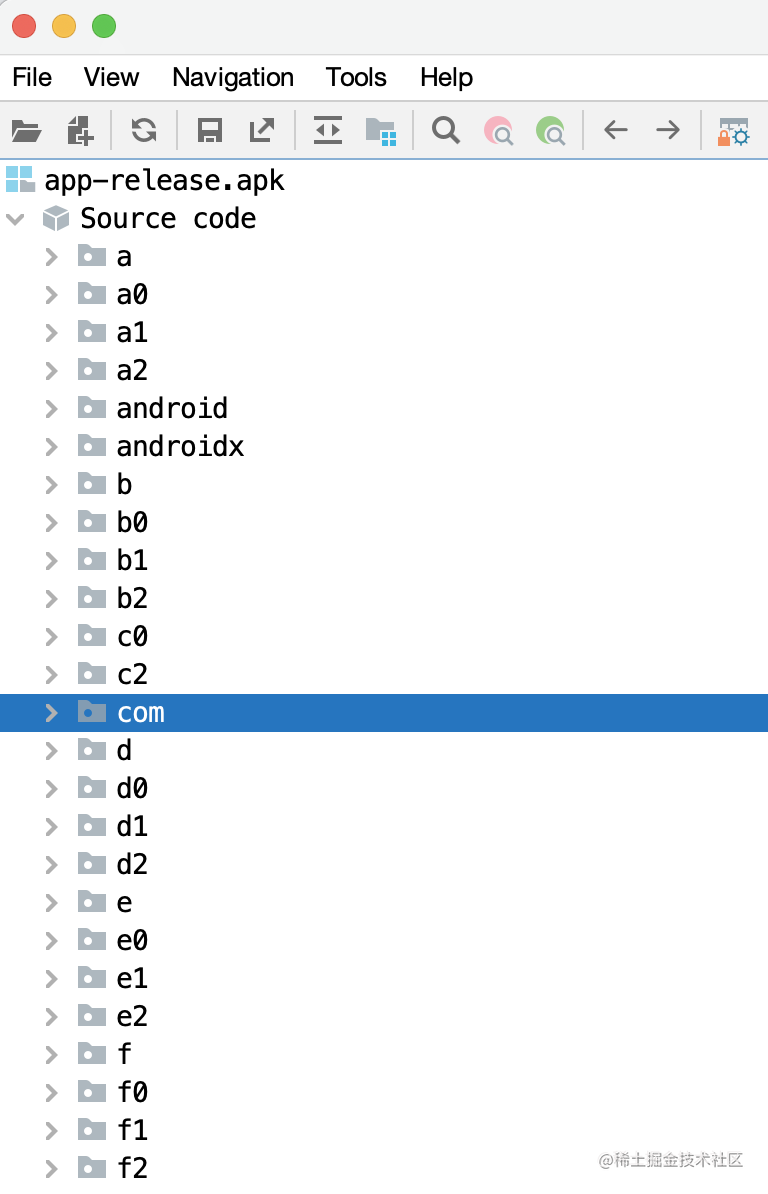 File View Navigation Tools Help
app-release.apk
Source code
a
a0
a1
a2
android
androidx
b
b0
b1
b2
c0
c2
com
d
d0
d1
d2
e
e0
e1
e2
f
f0
f1
f2
@稀土掘金技术社区